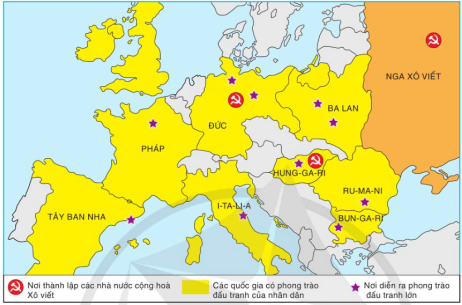 NGA XÔ VIẾT
BA LAN
ĐỨC
PHÁP
HUNG-GA-RI
RU-MA-NI
I-TA-LI-A
TÂY BAN NHA
BUN-GA-RI
Nơi thành lập các nhà nước cộng hoà
Xô viết
Các quốc gia có phong trào
đấu tranh của nhân dân
Nơi diễn ra phong trào
đấu tranh lớn